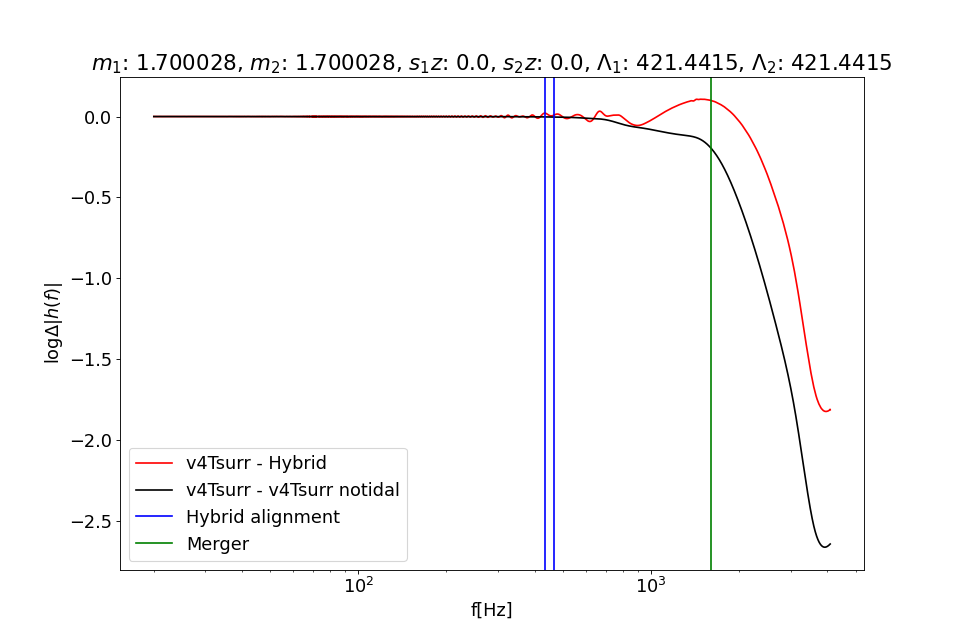 m₁: 1.700028, m₂: 1.700028, s₁z: 0.0, s₂z: 0.0, Λ₁: 421.4415, Λ₂: 421.4415
logΔ|h(f)|
0.0
−0.5
−1.0
−1.5
−2.0
−2.5
v4Tsurr - Hybrid
v4Tsurr - v4Tsurr notidal
Hybrid alignment
Merger
10² 10³
f[Hz]